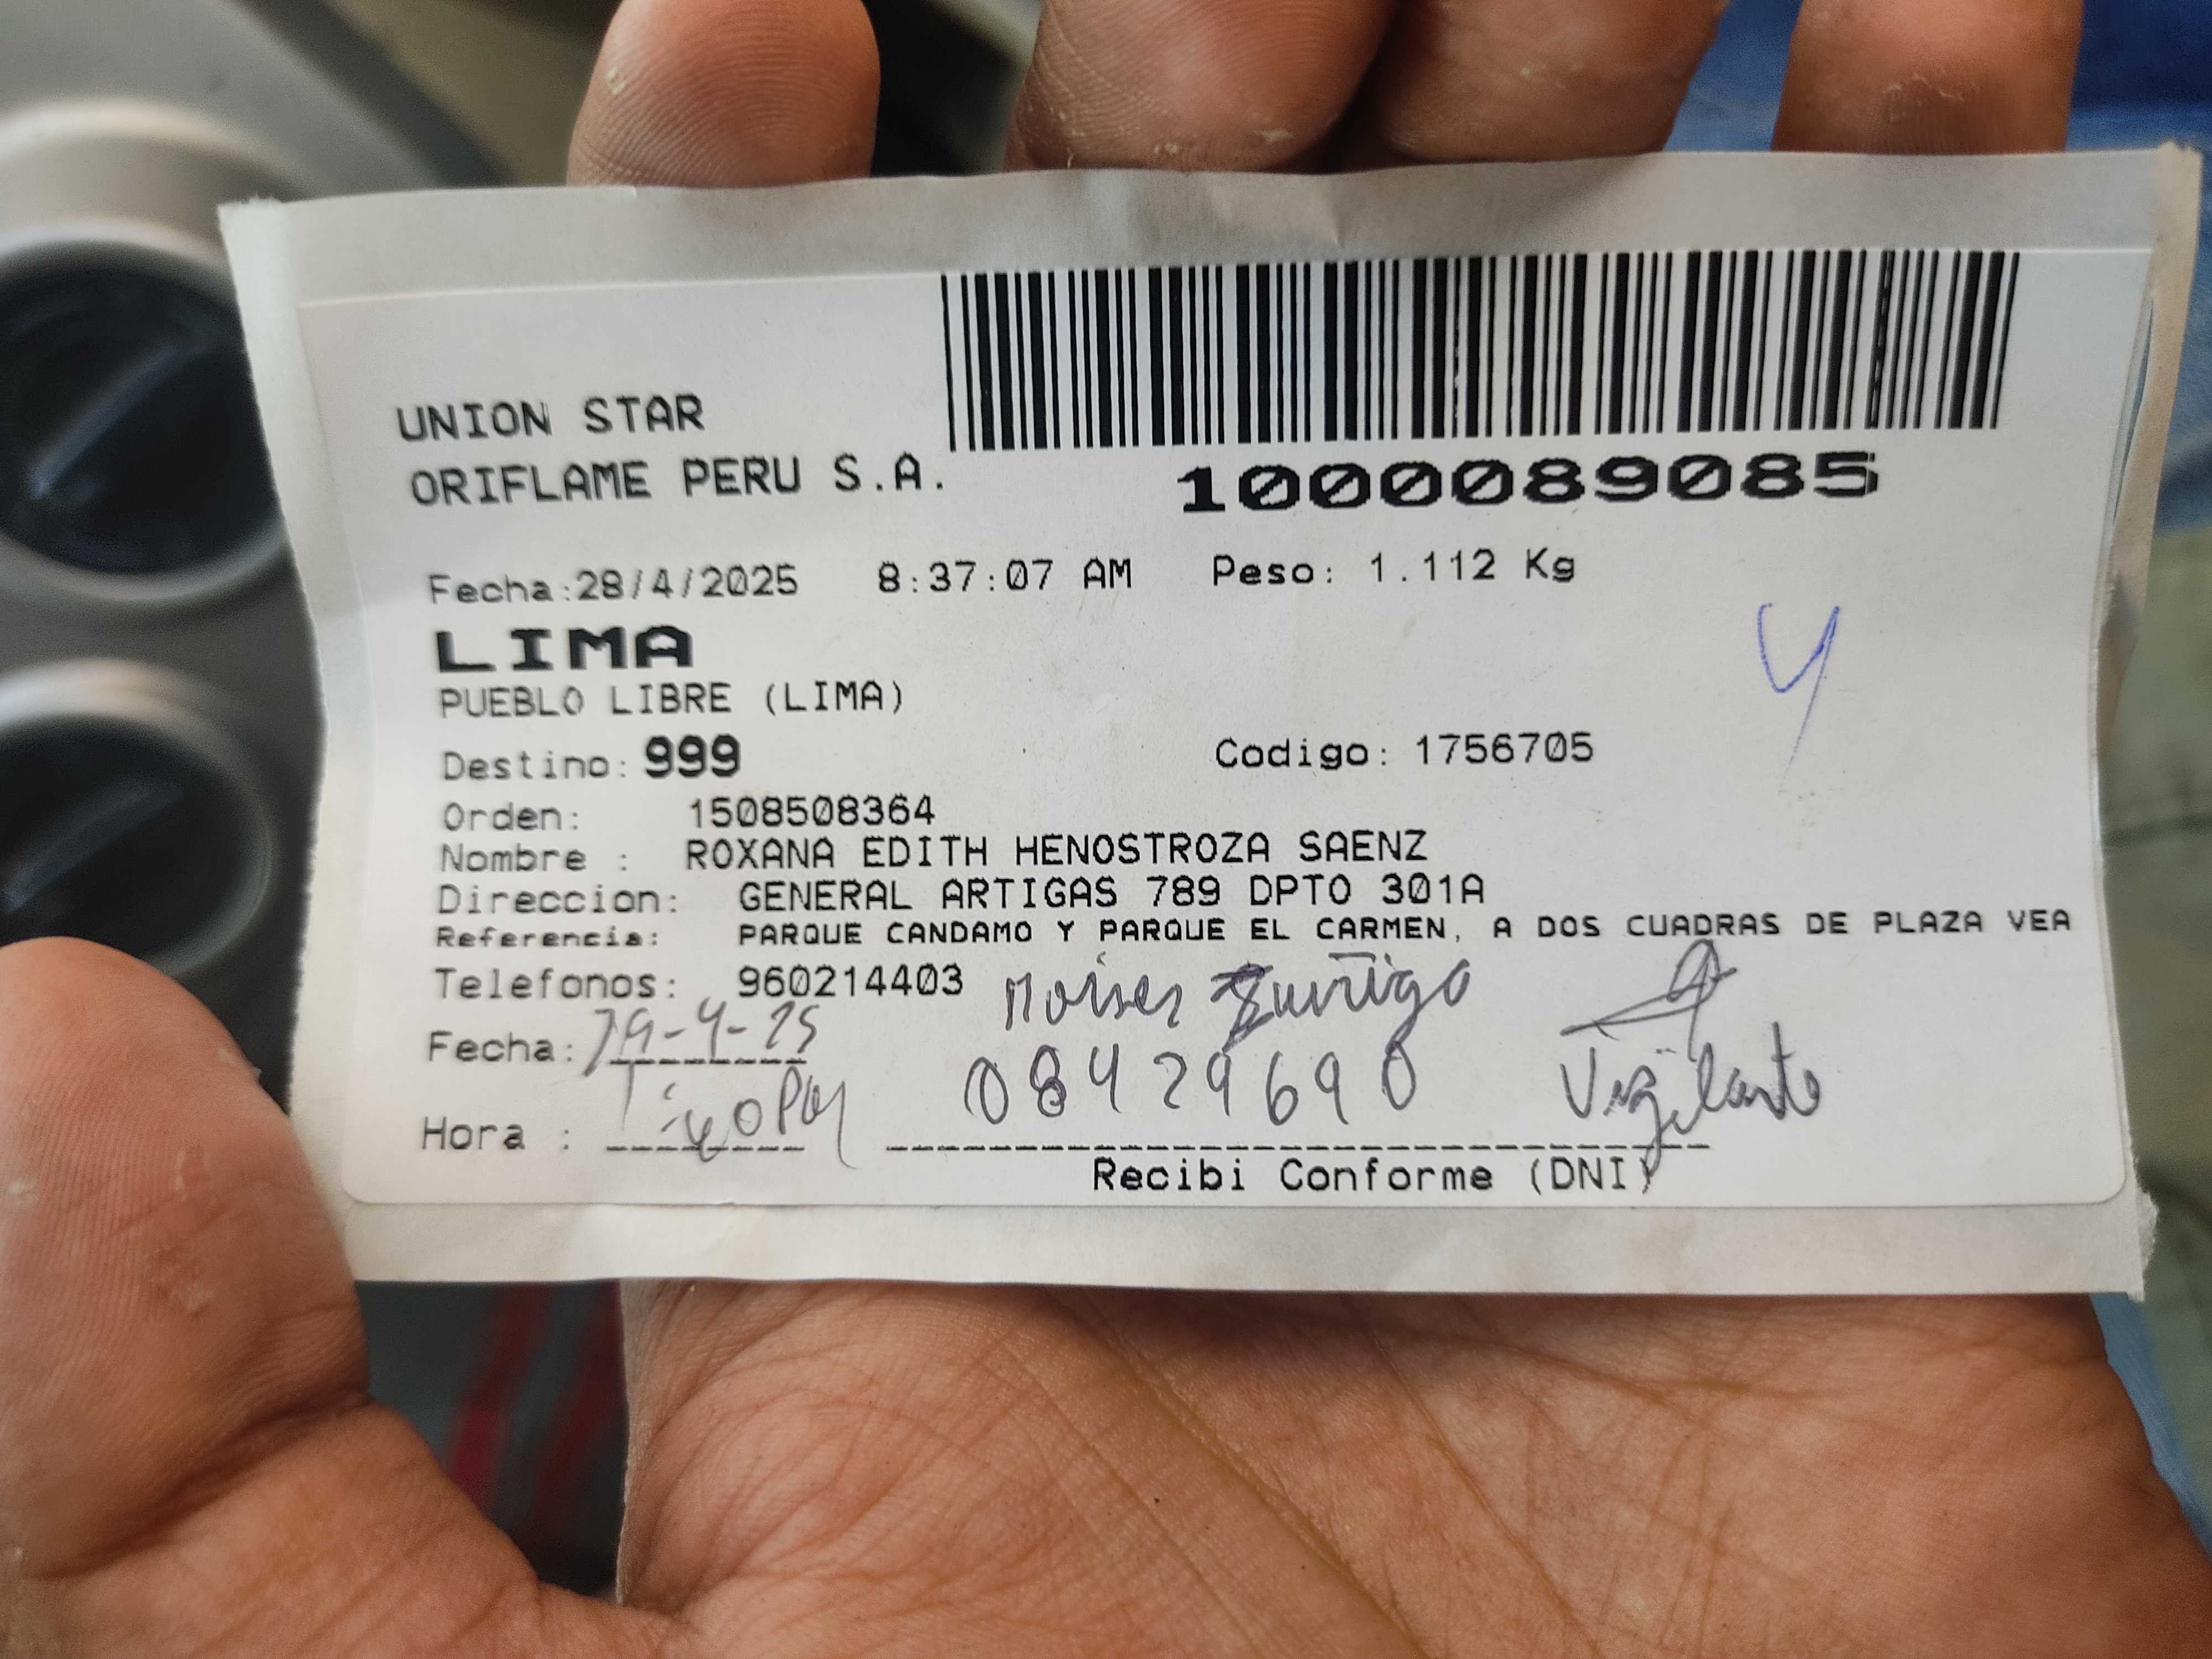 UNION STAR
ORIFLAME PERU S.A.
1000089085
Fecha:28/4/2025 8:37:07 AM Peso: 1.112 Kg
LIMA
PUEBLO LIBRE (LIMA)
Destino: 999 Codigo: 1756705
Orden: 1508508364
Nombre : ROXANA EDITH HENOSTROZA SAENZ
Direccion: GENERAL ARTIGAS 789 DPTO 301A
Referencia: PARQUE CANDAMO Y PARQUE EL CARMEN, A DOS CUADRAS DE PLAZA VEA
Telefonos: 960214403 Moises Zuñiga
Fecha: 29-4-25
08429690 Vigilante
Hora :
Recibi Conforme (DNI)